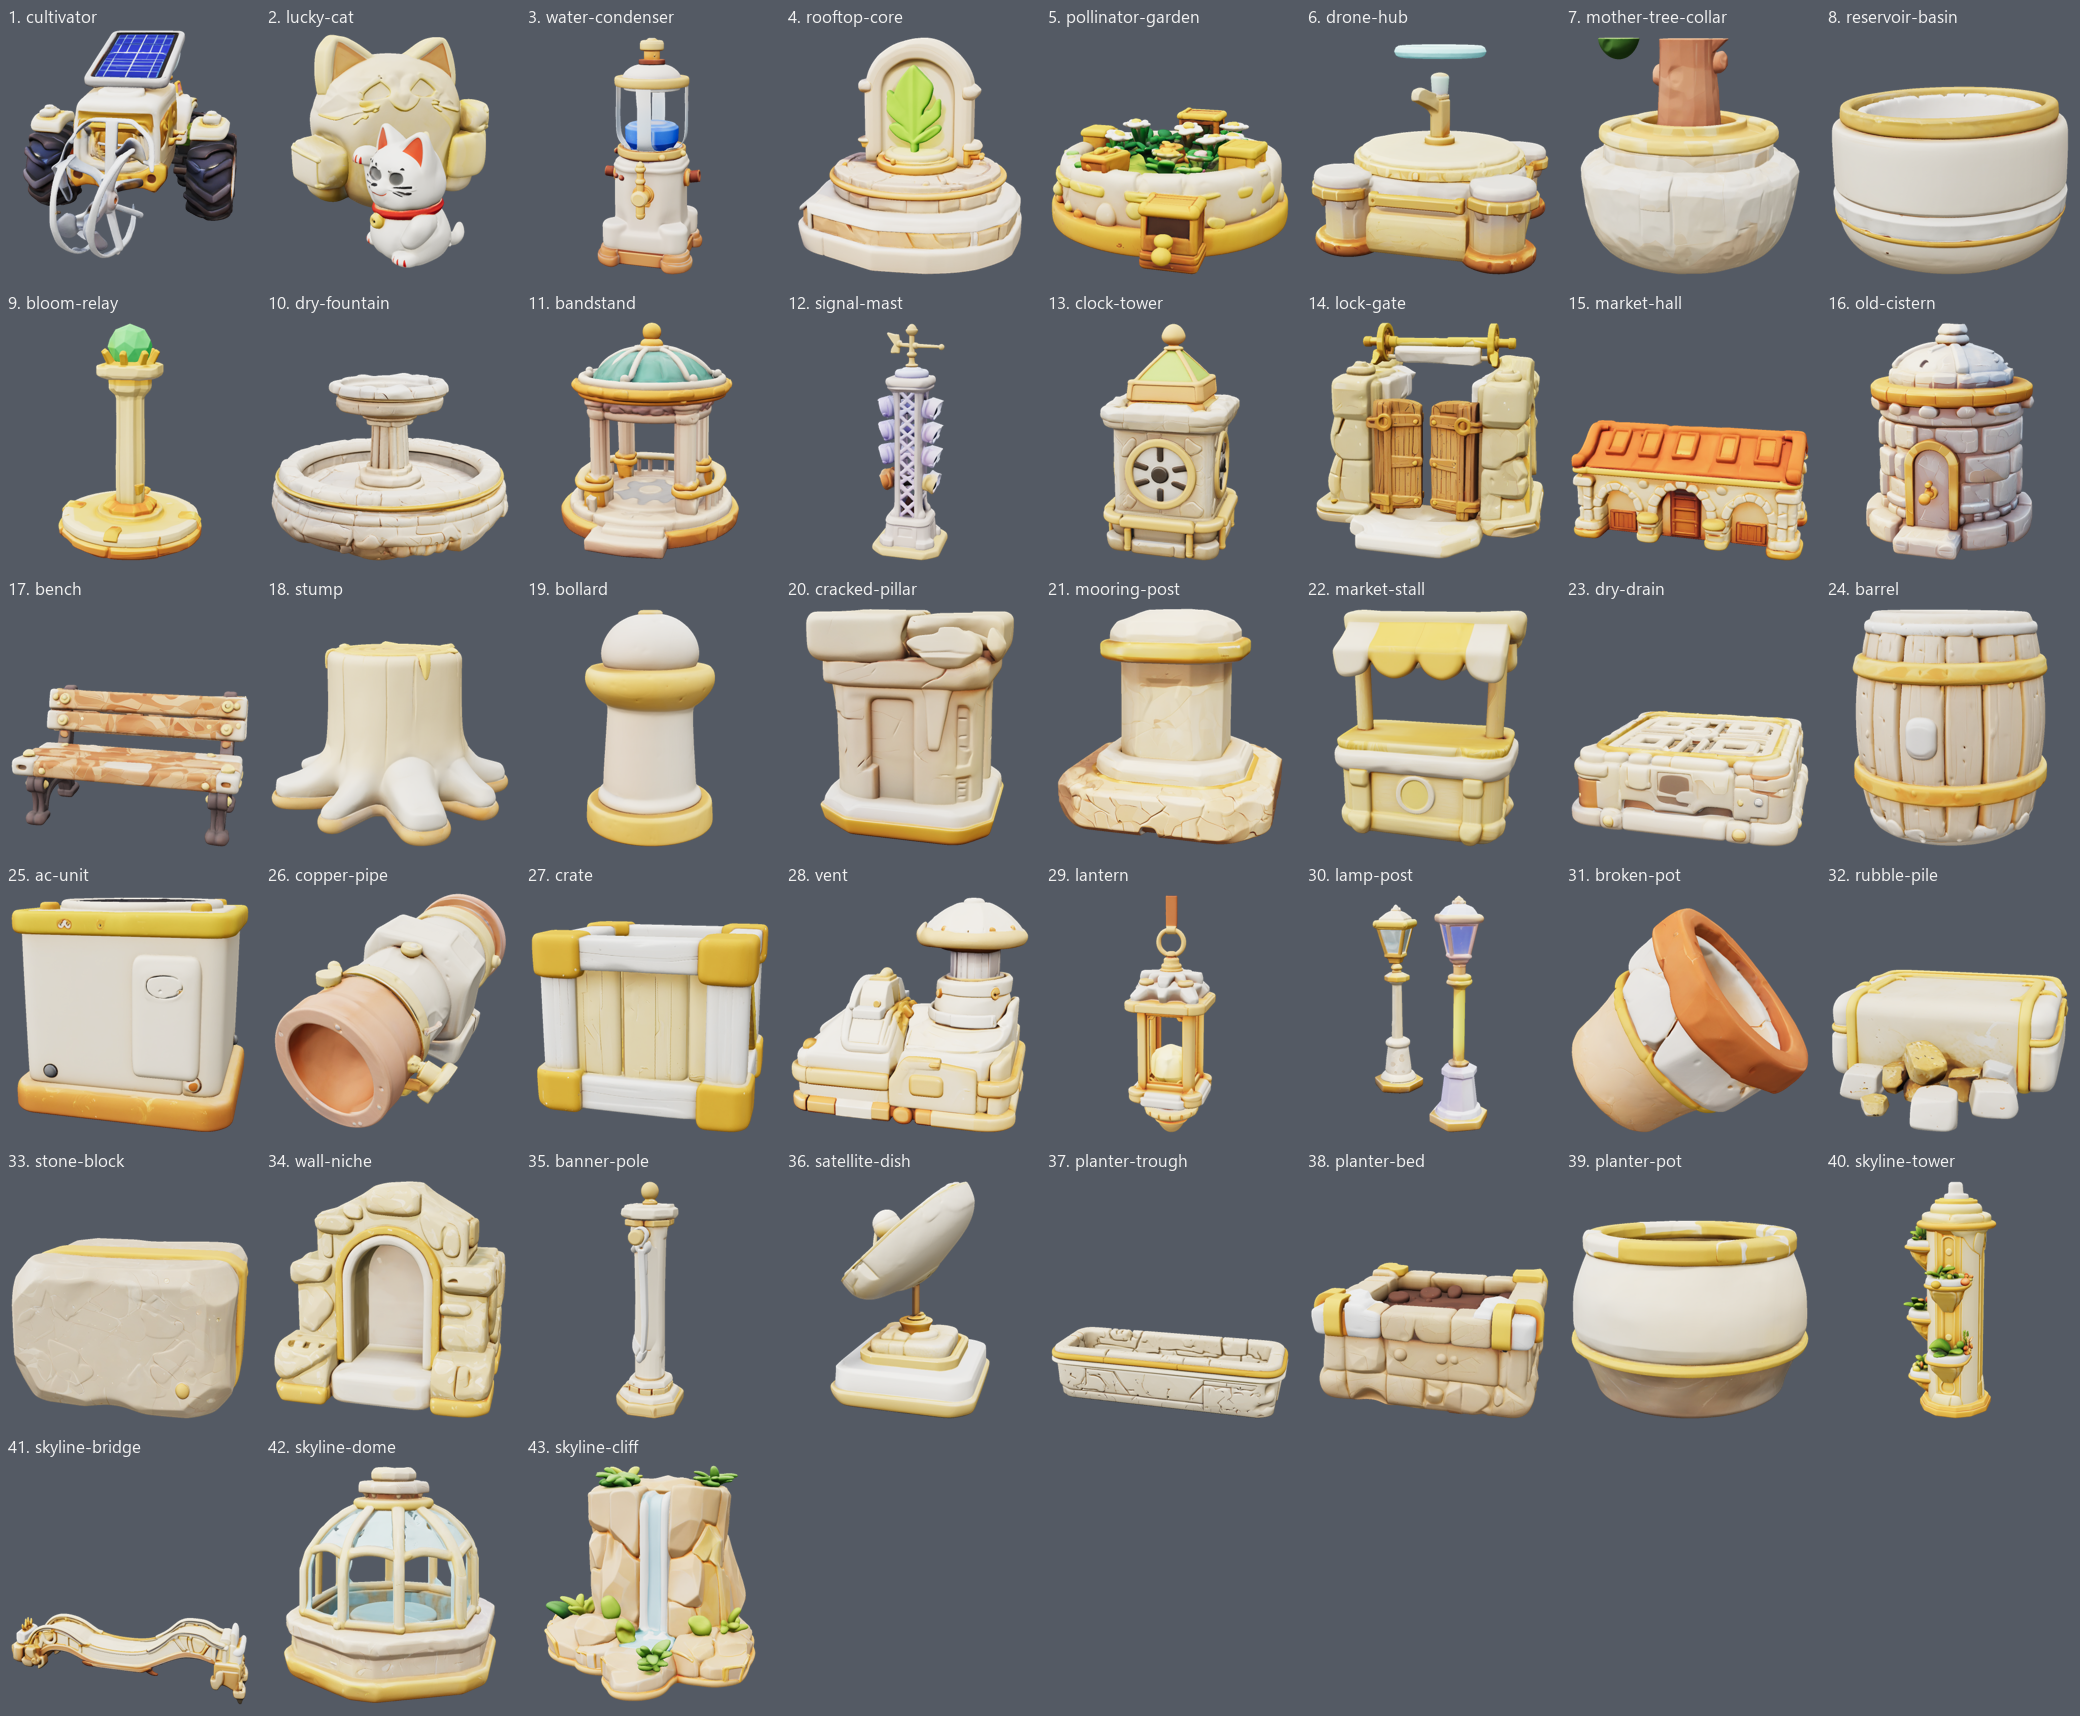 1. cultivator
2. lucky-cat
3. water-condenser
4. rooftop-core
5. pollinator-garden
6. drone-hub
7. mother-tree-collar
8. reservoir-basin
9. bloom-relay
10. dry-fountain
11. bandstand
12. signal-mast
13. clock-tower
14. lock-gate
15. market-hall
16. old-cistern
17. bench
18. stump
19. bollard
20. cracked-pillar
21. mooring-post
22. market-stall
23. dry-drain
24. barrel
25. ac-unit
26. copper-pipe
27. crate
28. vent
29. lantern
30. lamp-post
31. broken-pot
32. rubble-pile
33. stone-block
34. wall-niche
35. banner-pole
36. satellite-dish
37. planter-trough
38. planter-bed
39. planter-pot
40. skyline-tower
41. skyline-bridge
42. skyline-dome
43. skyline-cliff